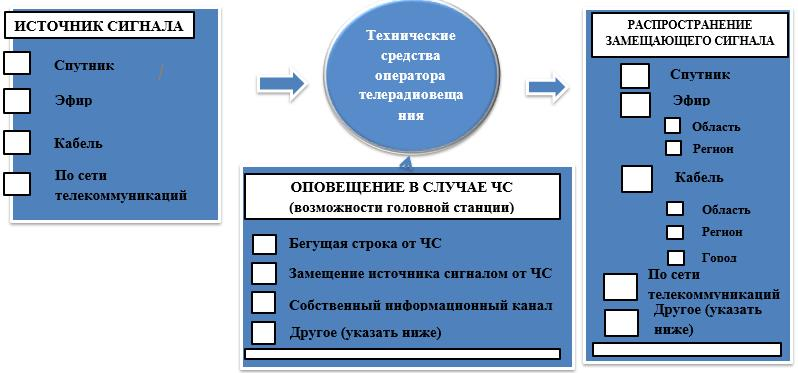 ИСТОЧНИК СИГНАЛА
Спутник
Эфир
Кабель
По сети
телекоммуникаций
Технические
средства
оператора
телерадиовеща
ния
ОПОВЕЩЕНИЕ В СЛУЧАЕ ЧС
(возможности головной станции)
Бегущая строка от ЧС
Замещение источника сигналом от ЧС
Собственный информационный канал
Другое (указать ниже)
РАСПРОСТРАНЕНИЕ
ЗАМЕЩАЮЩЕГО СИГНАЛА
Спутник
Эфир
Область
Регион
Кабель
Область
Регион
Город
По сети
телекоммуникаций
Другое (указать
ниже)